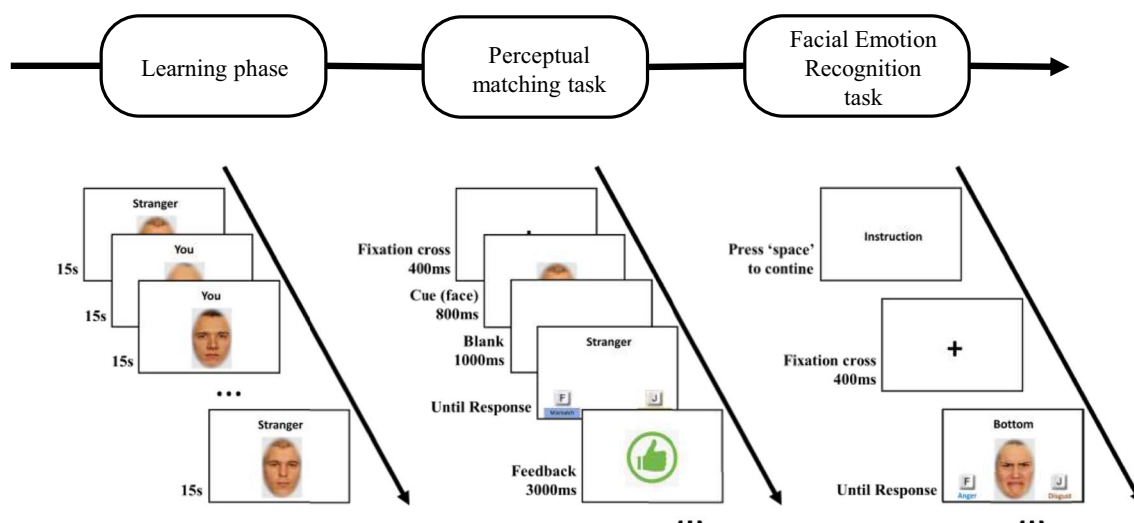 Learning phase
Perceptual
matching task
Facial Emotion
Recognition
task
Stranger
15s
You
15s
You
15s
...
Stranger
15s
Fixation cross
400ms
Cue (face)
800ms
Blank
1000ms
Stranger
F
J
Mismatch
Until Response
Feedback
3000ms
Instruction
Press ‘space’
to contine
+
Fixation cross
400ms
Bottom
F
J
Anger
Disgust
Until Response